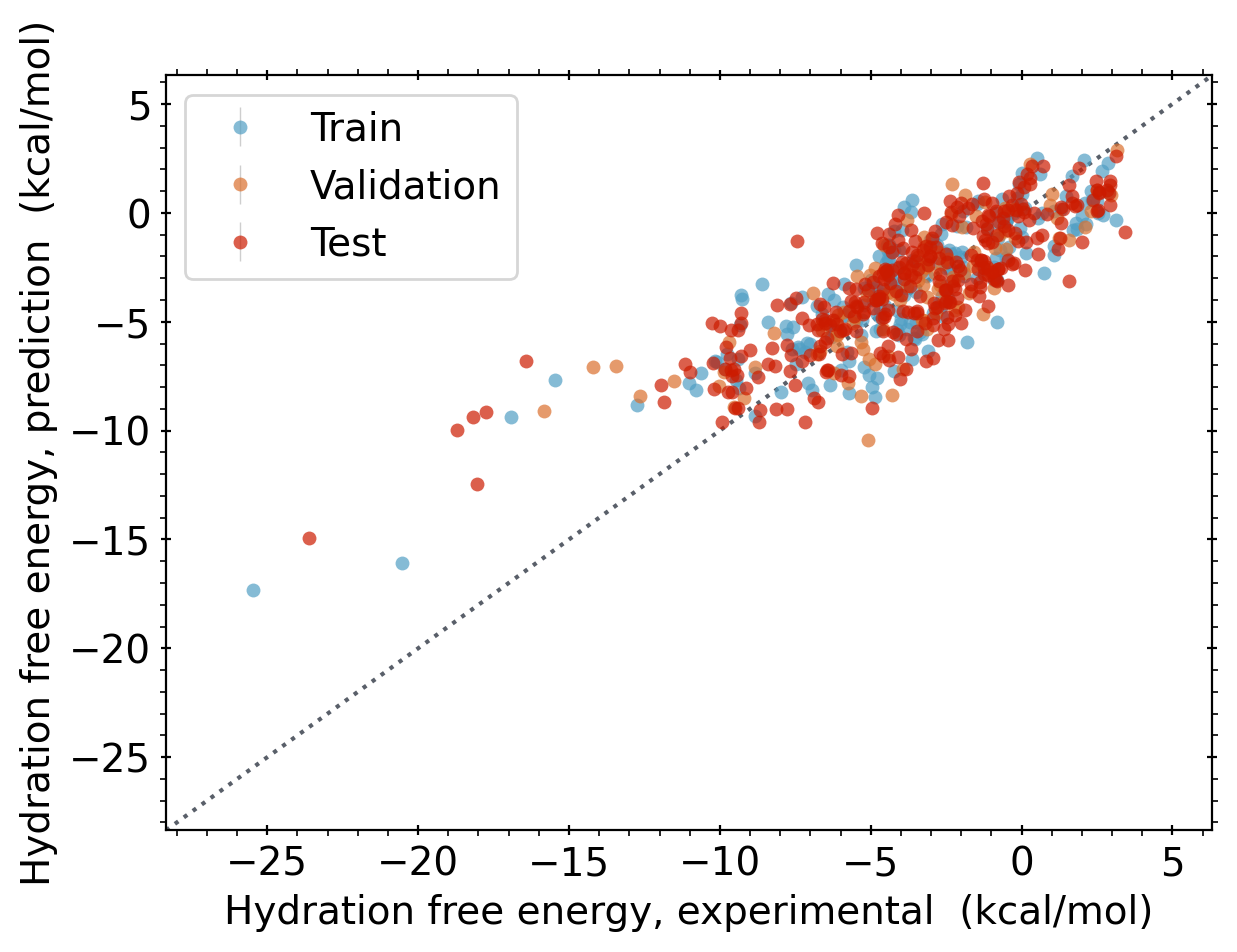 Hydration free energy, prediction  (kcal/mol)
5
0
−5
−10
−15
−20
−25
Train
Validation
Test
−25 −20 −15 −10 −5 0 5
Hydration free energy, experimental  (kcal/mol)